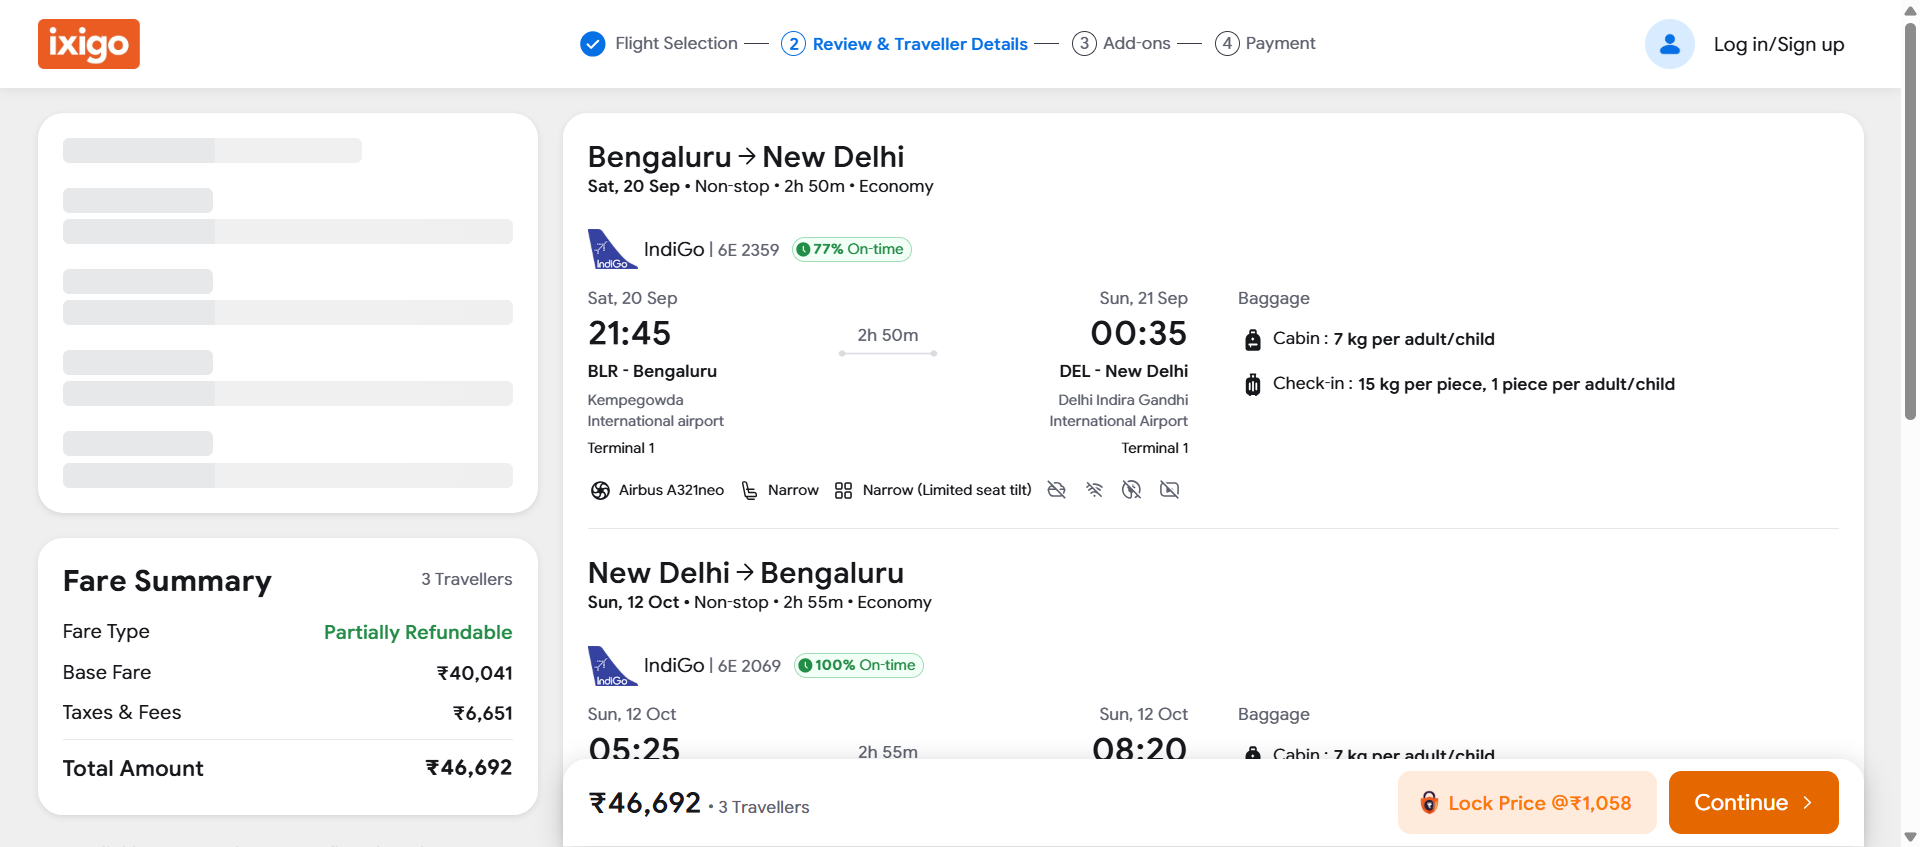 ixigo
Flight Selection
2 Review & Traveller Details
3 Add-ons
4 Payment
Log in/Sign up
Fare Summary
3 Travellers
Fare Type
Partially Refundable
Base Fare
₹40,041
Taxes & Fees
₹6,651
Total Amount
₹46,692
Bengaluru → New Delhi
Sat, 20 Sep • Non-stop • 2h 50m • Economy
IndiGo
IndiGo | 6E 2359
77% On-time
Sat, 20 Sep
21:45
BLR - Bengaluru
Kempegowda
International airport
Terminal 1
2h 50m
Sun, 21 Sep
00:35
DEL - New Delhi
Delhi Indira Gandhi
International Airport
Terminal 1
Baggage
Cabin : 7 kg per adult/child
Check-in : 15 kg per piece, 1 piece per adult/child
Airbus A321neo
Narrow
Narrow (Limited seat tilt)
New Delhi → Bengaluru
Sun, 12 Oct • Non-stop • 2h 55m • Economy
IndiGo
IndiGo | 6E 2069
100% On-time
Sun, 12 Oct
05:25
2h 55m
Sun, 12 Oct
08:20
Baggage
Cabin : 7 kg per adult/child
₹46,692 • 3 Travellers
Lock Price @₹1,058
Continue